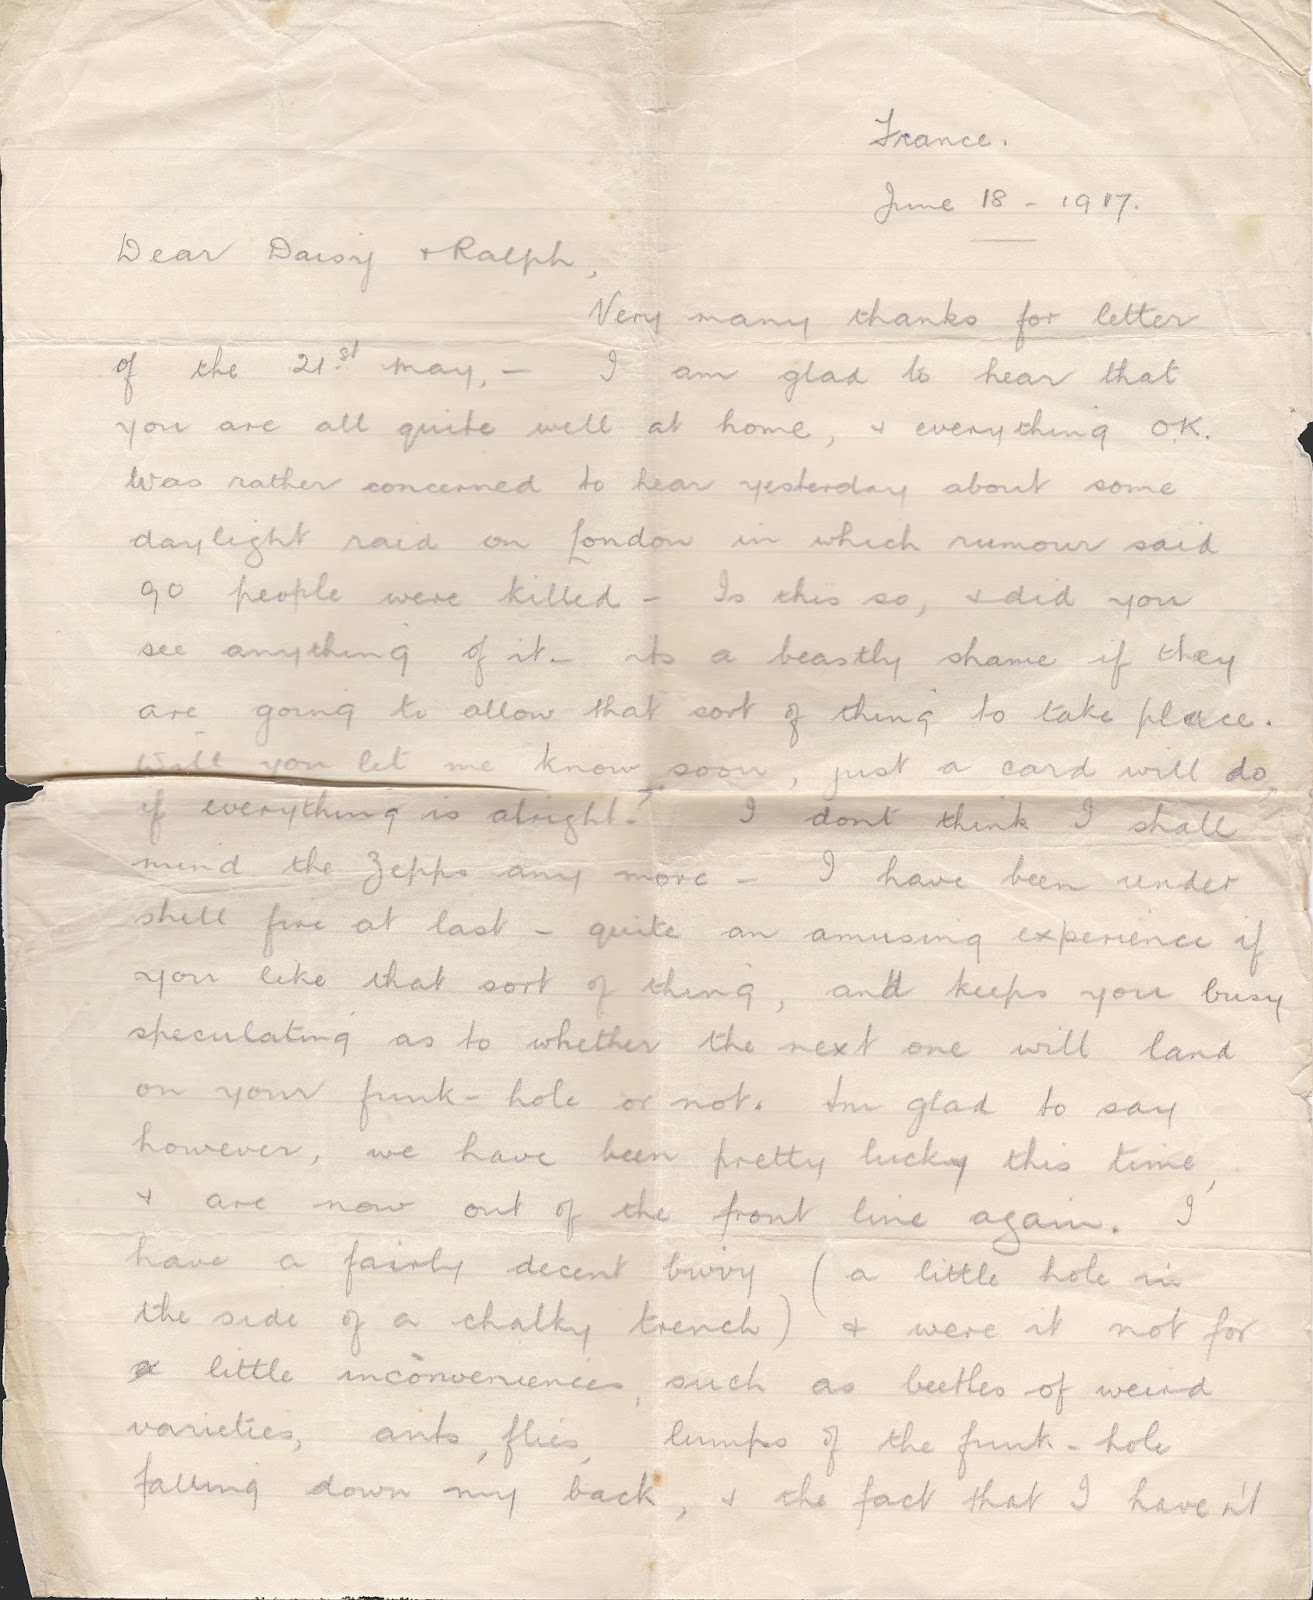 France.
June 18 - 1917.
Dear Daisy & Ralph,
Very many thanks for letter
of the 21st May, - I am glad to hear that
you are all quite well at home, & everything O.K.
Was rather concerned to hear yesterday about some
daylight raid on London in which rumour said
90 people were killed - Is this so, & did you
see anything of it - its a beastly shame if they
are going to allow that sort of thing to take place.
Will you let me know soon, just a card will do,
if everything is alright? I dont think I shall
mind the Zepps any more - I have been under
shell fire at last - quite an amusing experience if
you like that sort of thing, and keeps you busy
speculating as to whether the next one will land
on your funk-hole or not. Im glad to say
however, we have been pretty lucky this time,
& are now out of the front line again. I
have a fairly decent bivvy (a little hole in
the side of a chalky trench) & were it not for
little inconveniences, such as beetles of weird
varieties, ants, flies, lumps of the funk-hole
falling down my back, & the fact that I haven't